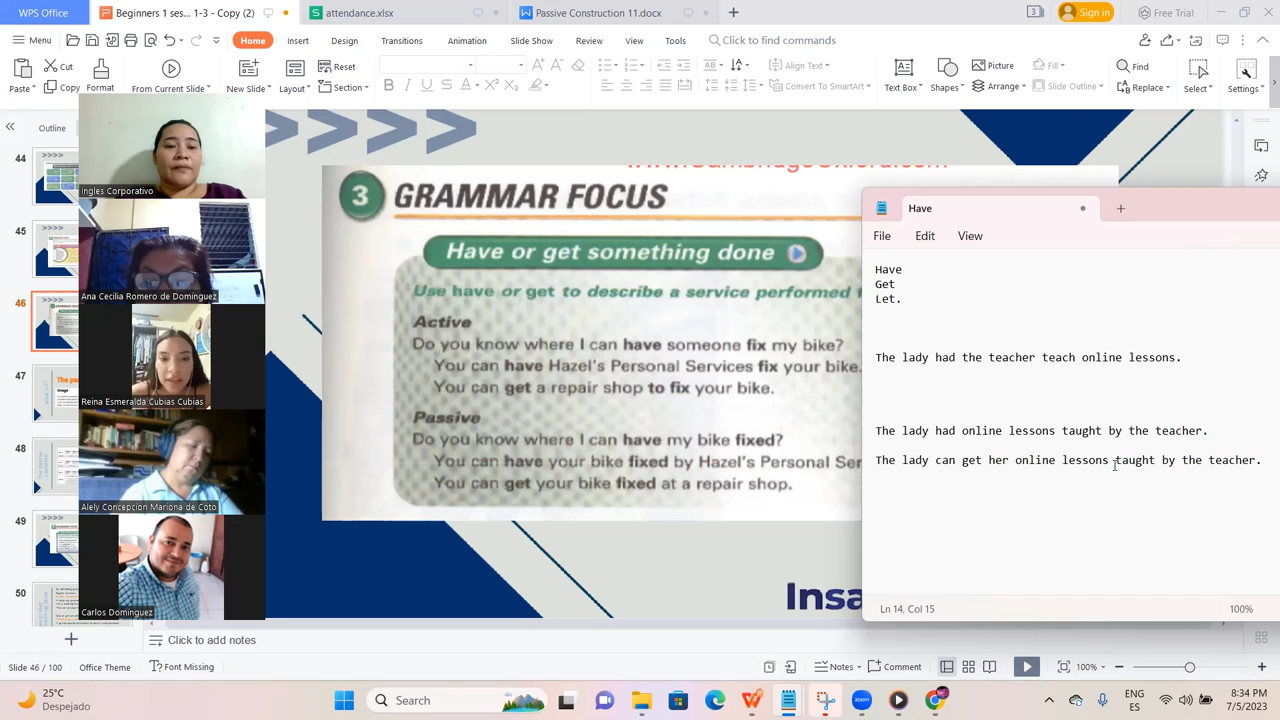 WPS Office
Beginners 1 ses... 1-3 - Copy (2)
attendance.xlsx
Passive Construction 11.docx
+
3
Sign in
Free Trial
Menu
Home
Insert
Design
Transitions
Animation
Slide Show
Review
View
Tools
Click to find commands
Cut
Copy
Format
From Current Slide
New Slide
Layout
Reset
Section
Align Text
Convert To SmartArt
Text Box
Shapes
Picture
Arrange
Fill
Slide Outline
Find
Replace
Select
Settings
Outline
44
45
46
47
48
49
50
Ingles Corporativo
Ana Cecilia Romero de Domínguez
Reina Esmeralda Cubias Cubias
Alely Concepción Mariona de Coto
Carlos Domínguez
www.CambridgeOxford.com
3 GRAMMAR FOCUS
Have or get something done
Use have or get to describe a service performed
Active
Do you know where I can have someone fix my bike?
You can have Hazel's Personal Services fix your bike.
You can get a repair shop to fix your bike.
Passive
Do you know where I can have my bike fixed?
You can have your bike fixed by Hazel's Personal Se
You can get your bike fixed at a repair shop.
Insa
Have
File
Edit
View
Have
Get.
Let.
The lady had the teacher teach online lessons.
The lady had online lessons taught by the teacher.
The lady can get her online lessons taught by the teacher.
Ln 14, Col 15
100%
Click to add notes
Slide 46 / 100
Office Theme
Font Missing
Notes
Comment
100%
25°C
Despejado
Search
ENG
ES
8:34 PM
7/5/2023